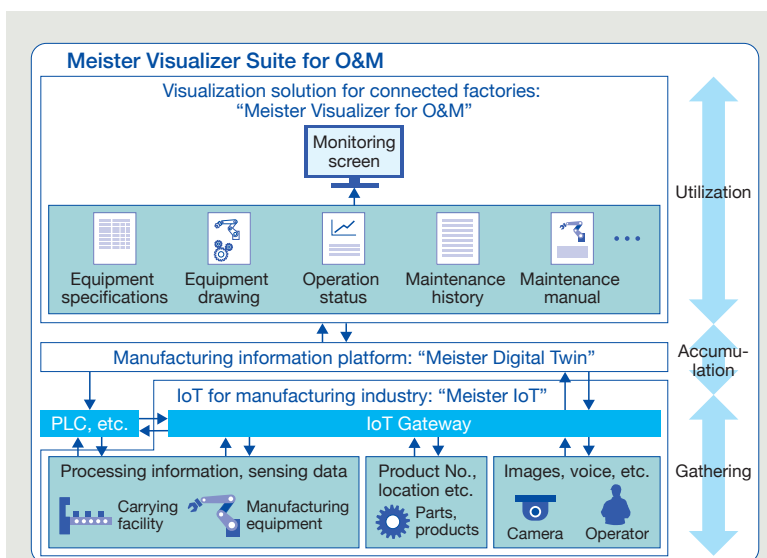 Meister Visualizer Suite for O&M
Visualization solution for connected factories:
“Meister Visualizer for O&M”
Monitoring
screen
Utilization
Equipment
specifications
Equipment
drawing
Operation
status
Maintenance
history
Maintenance
manual
•••
Manufacturing information platform: “Meister Digital Twin”
Accumu-
lation
IoT for manufacturing industry: “Meister IoT”
PLC, etc.
IoT Gateway
Processing information, sensing data
Carrying
facility
Manufacturing
equipment
Product No.,
location etc.
Parts,
products
Images, voice, etc.
Camera
Operator
Gathering